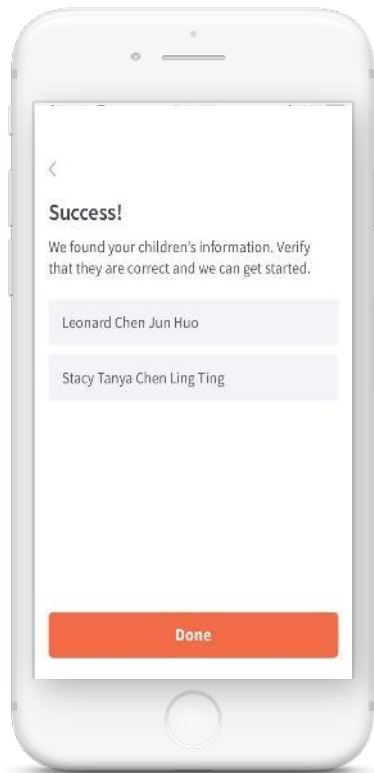 Success!
We found your children's information. Verify
that they are correct and we can get started.
Leonard Chen Jun Huo
Stacy Tanya Chen Ling Ting
Done